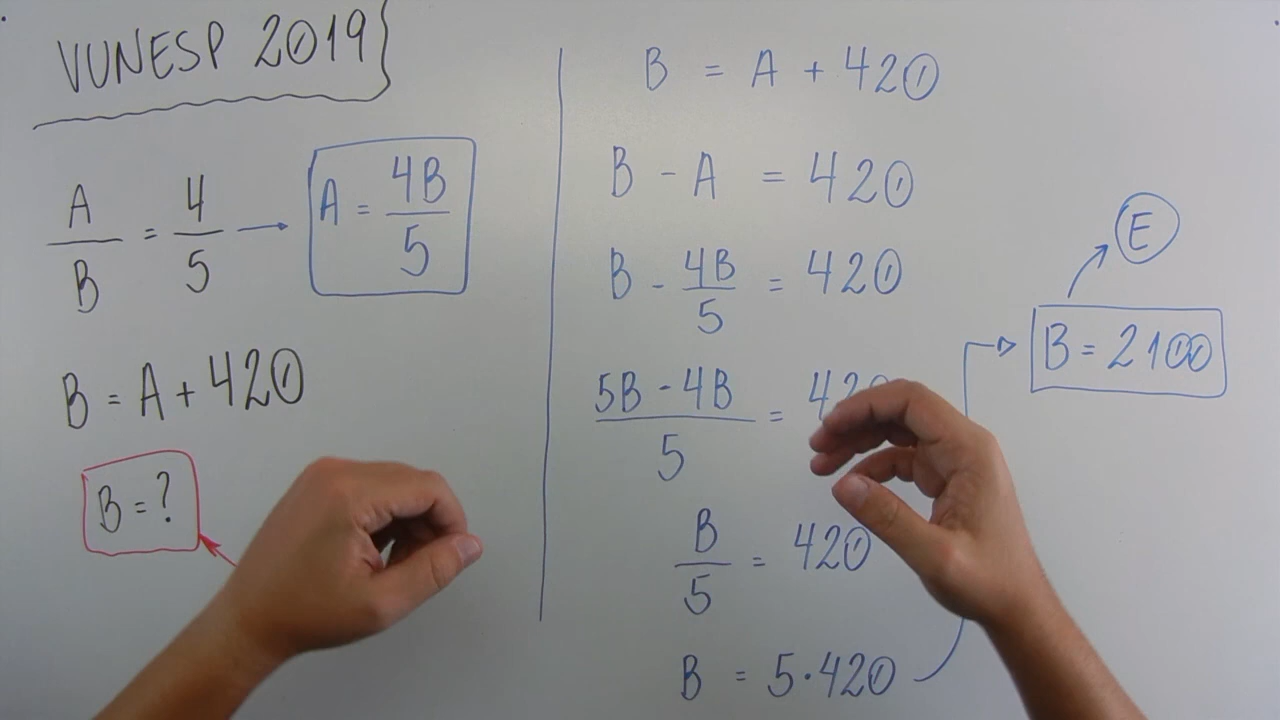 VUNESP 2019
A/B = 4/5 → A = 4B/5
B = A + 420
B = ?
B = A + 420
B - A = 420
B - 4B/5 = 420
5B - 4B/5 = 420
B/5 = 420
B = 5·420
B = 2100
E